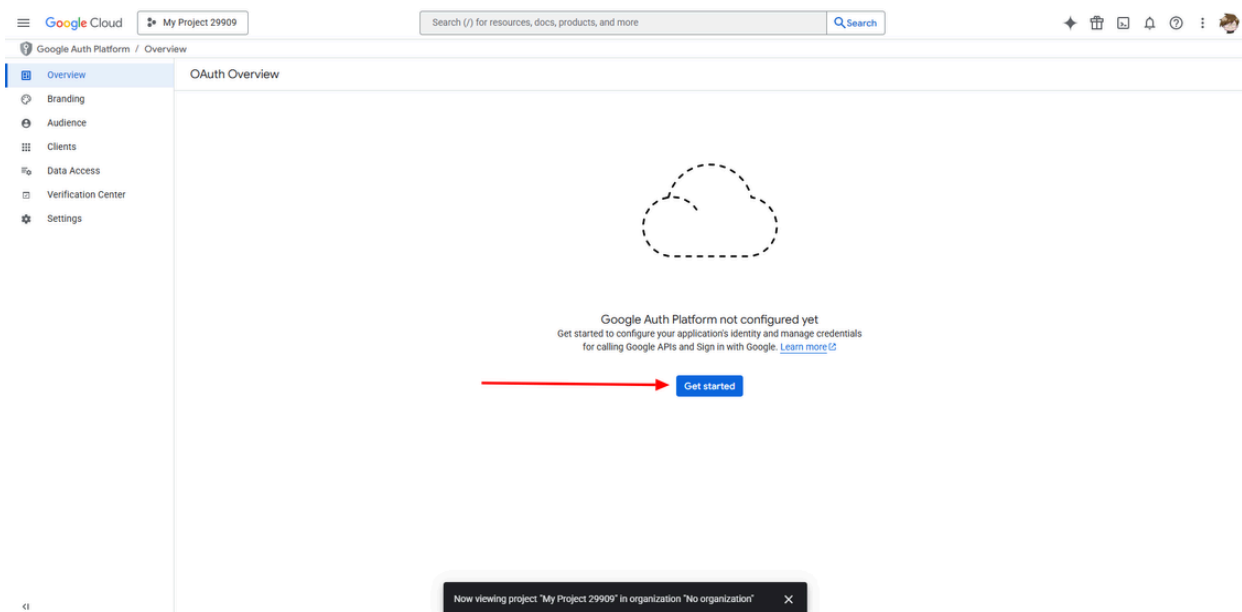 Google Cloud
My Project 29909
Search (/) for resources, docs, products, and more
Search
Google Auth Platform / Overview
Overview
OAuth Overview
Branding
Audience
Clients
Data Access
Verification Center
Settings
Google Auth Platform not configured yet
Get started to configure your application's identity and manage credentials
for calling Google APIs and Sign in with Google. Learn more
Get started
Now viewing project "My Project 29909" in organization "No organization"